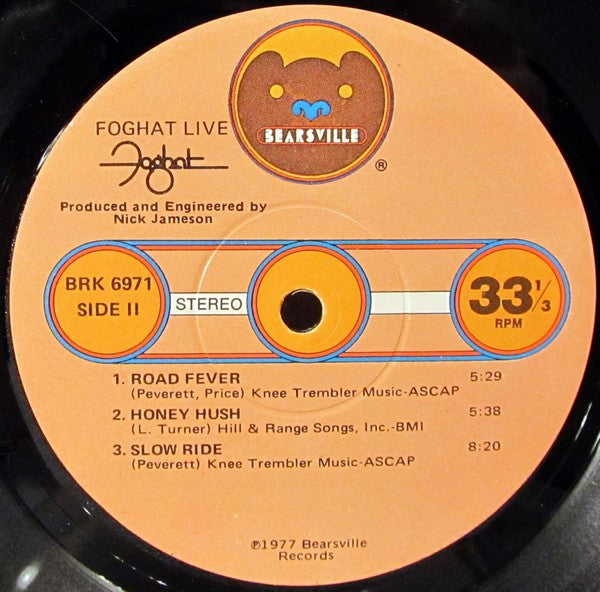 BEARSVILLE
®
FOGHAT LIVE
Foghat
Produced and Engineered by
Nick Jameson
BRK 6971
SIDE II
STEREO
33⅓
RPM
1. ROAD FEVER 5:29
(Peverett, Price) Knee Trembler Music-ASCAP
2. HONEY HUSH 5:38
(L. Turner) Hill & Range Songs, Inc.-BMI
3. SLOW RIDE 8:20
(Peverett) Knee Trembler Music-ASCAP
℗1977 Bearsville
Records